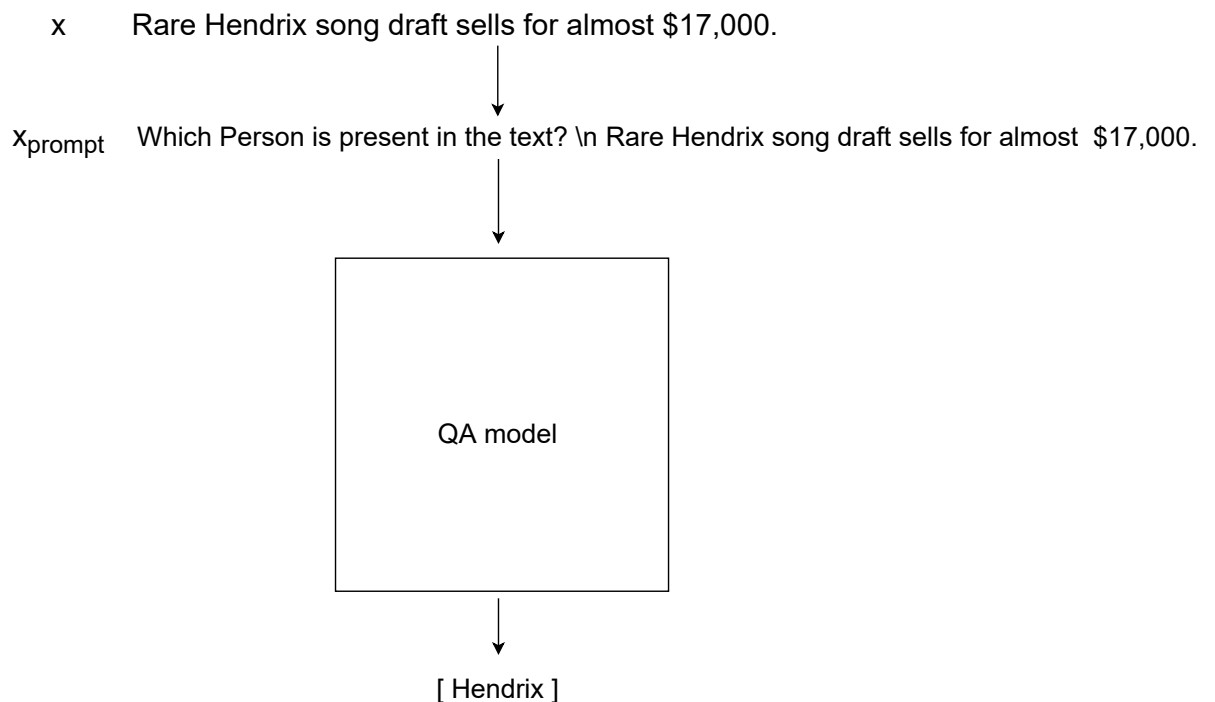 x Rare Hendrix song draft sells for almost $17,000.
xprompt Which Person is present in the text? \n Rare Hendrix song draft sells for almost $17,000.
QA model
[ Hendrix ]